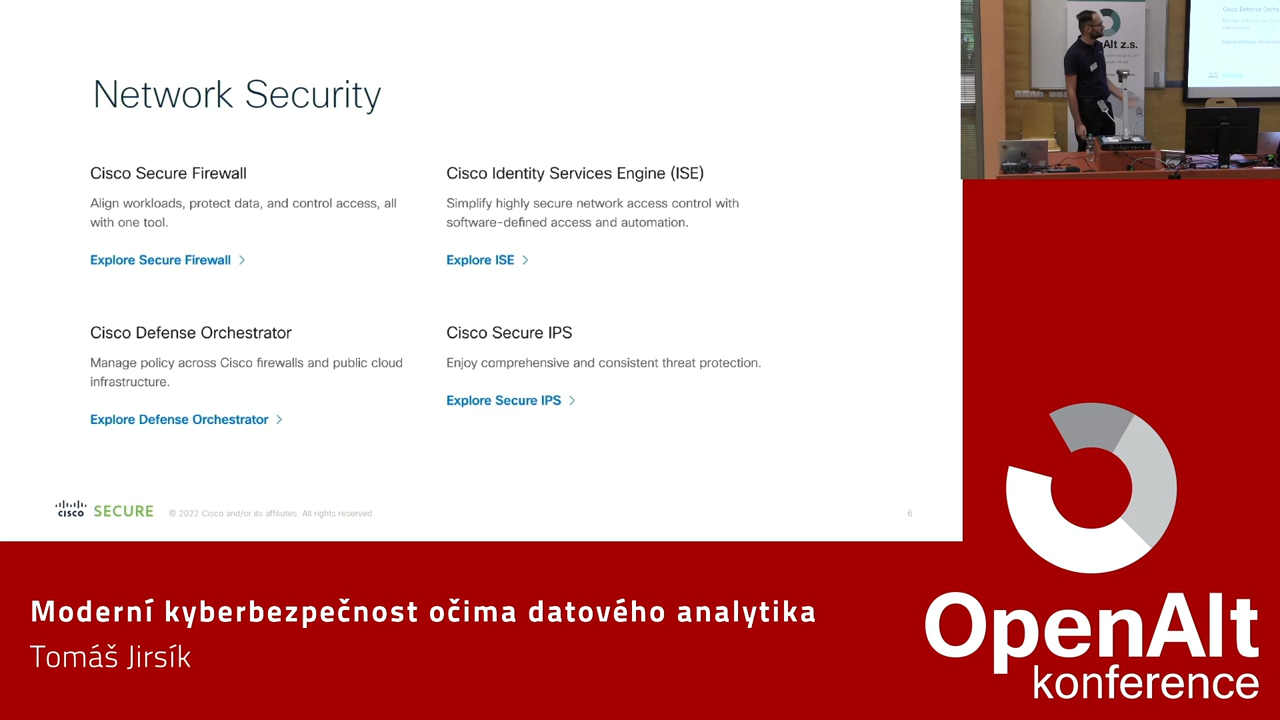 Network Security
Cisco Secure Firewall
Align workloads, protect data, and control access, all
with one tool.
Explore Secure Firewall
Cisco Identity Services Engine (ISE)
Simplify highly secure network access control with
software-defined access and automation.
Explore ISE
Cisco Defense Orchestrator
Manage policy across Cisco firewalls and public cloud
infrastructure.
Explore Defense Orchestrator
Cisco Secure IPS
Enjoy comprehensive and consistent threat protection.
Explore Secure IPS
CISCO SECURE
© 2022 Cisco and/or its affiliates. All rights reserved.
6
Alt z.s.
Moderní kyberbezpečnost očima datového analytika
Tomáš Jirsík
OpenAlt
konference